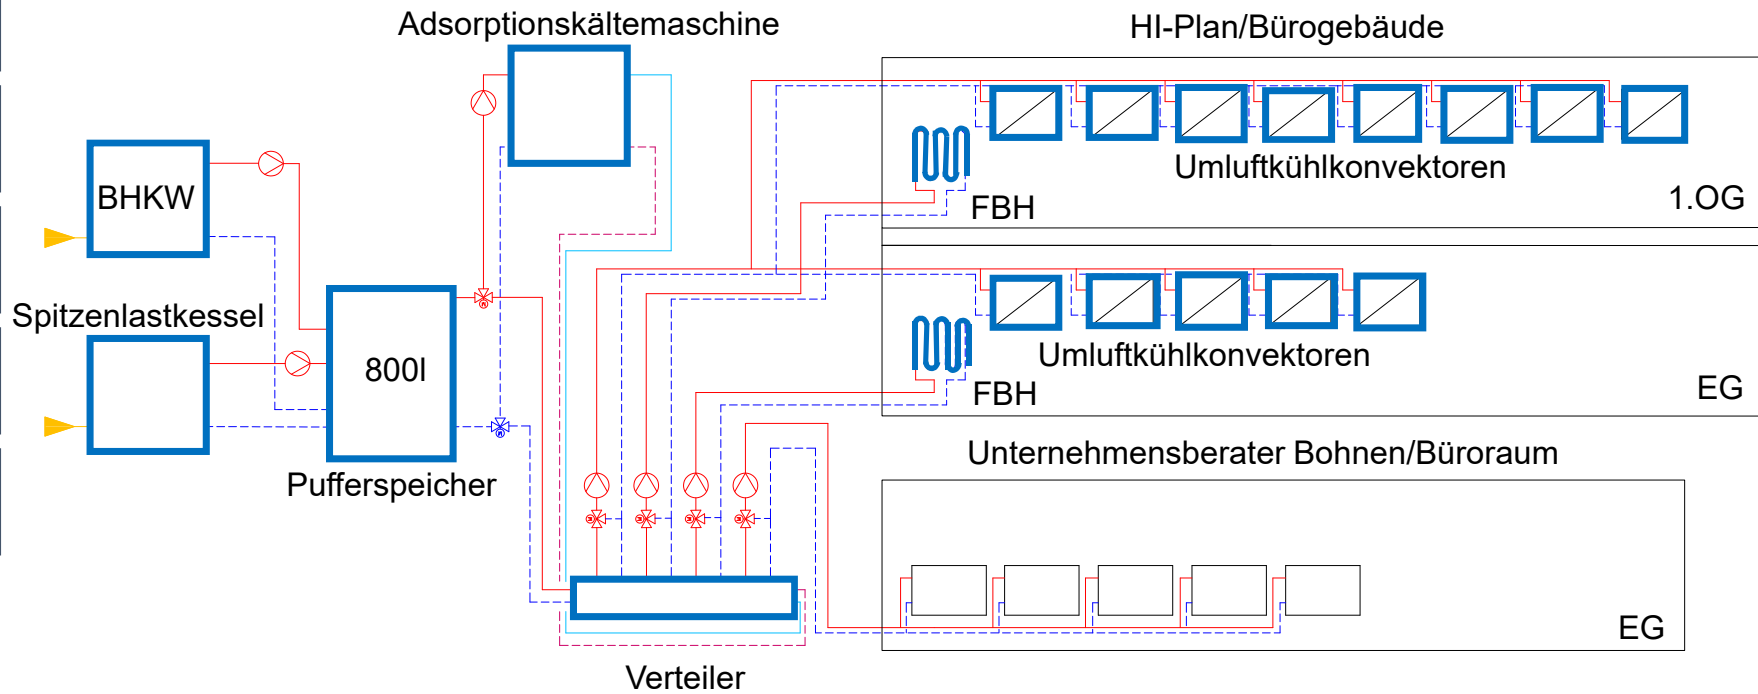 Adsorptionskältemaschine
HI-Plan/Bürogebäude
BHKW
Umluftkühlkonvektoren
FBH
1.OG
Spitzenlastkessel
800l
Umluftkühlkonvektoren
FBH
EG
Pufferspeicher
Unternehmensberater Bohnen/Büroraum
EG
Verteiler